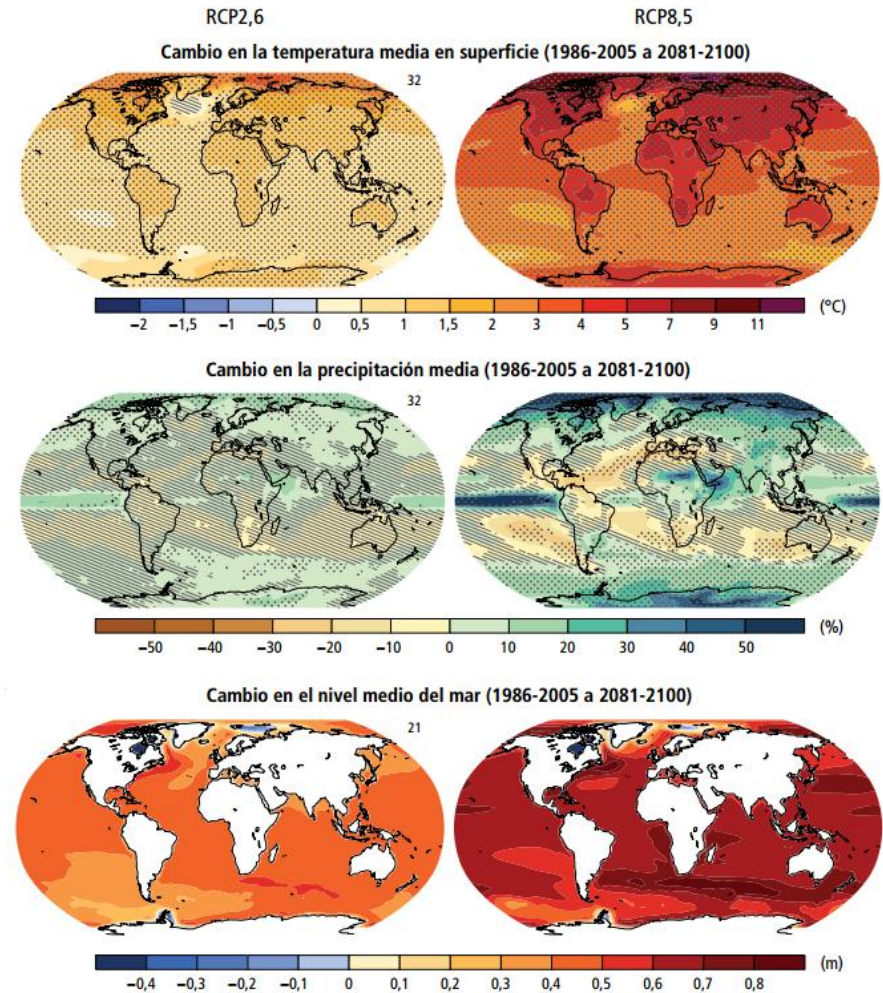 RCP2,6 RCP8,5
Cambio en la temperatura media en superficie (1986-2005 a 2081-2100)
32
−2 −1,5 −1 −0,5 0 0,5 1 1,5 2 3 4 5 7 9 11 (°C)
Cambio en la precipitación media (1986-2005 a 2081-2100)
32
−50 −40 −30 −20 −10 0 10 20 30 40 50 (%)
Cambio en el nivel medio del mar (1986-2005 a 2081-2100)
21
−0,4 −0,3 −0,2 −0,1 0 0,1 0,2 0,3 0,4 0,5 0,6 0,7 0,8 (m)